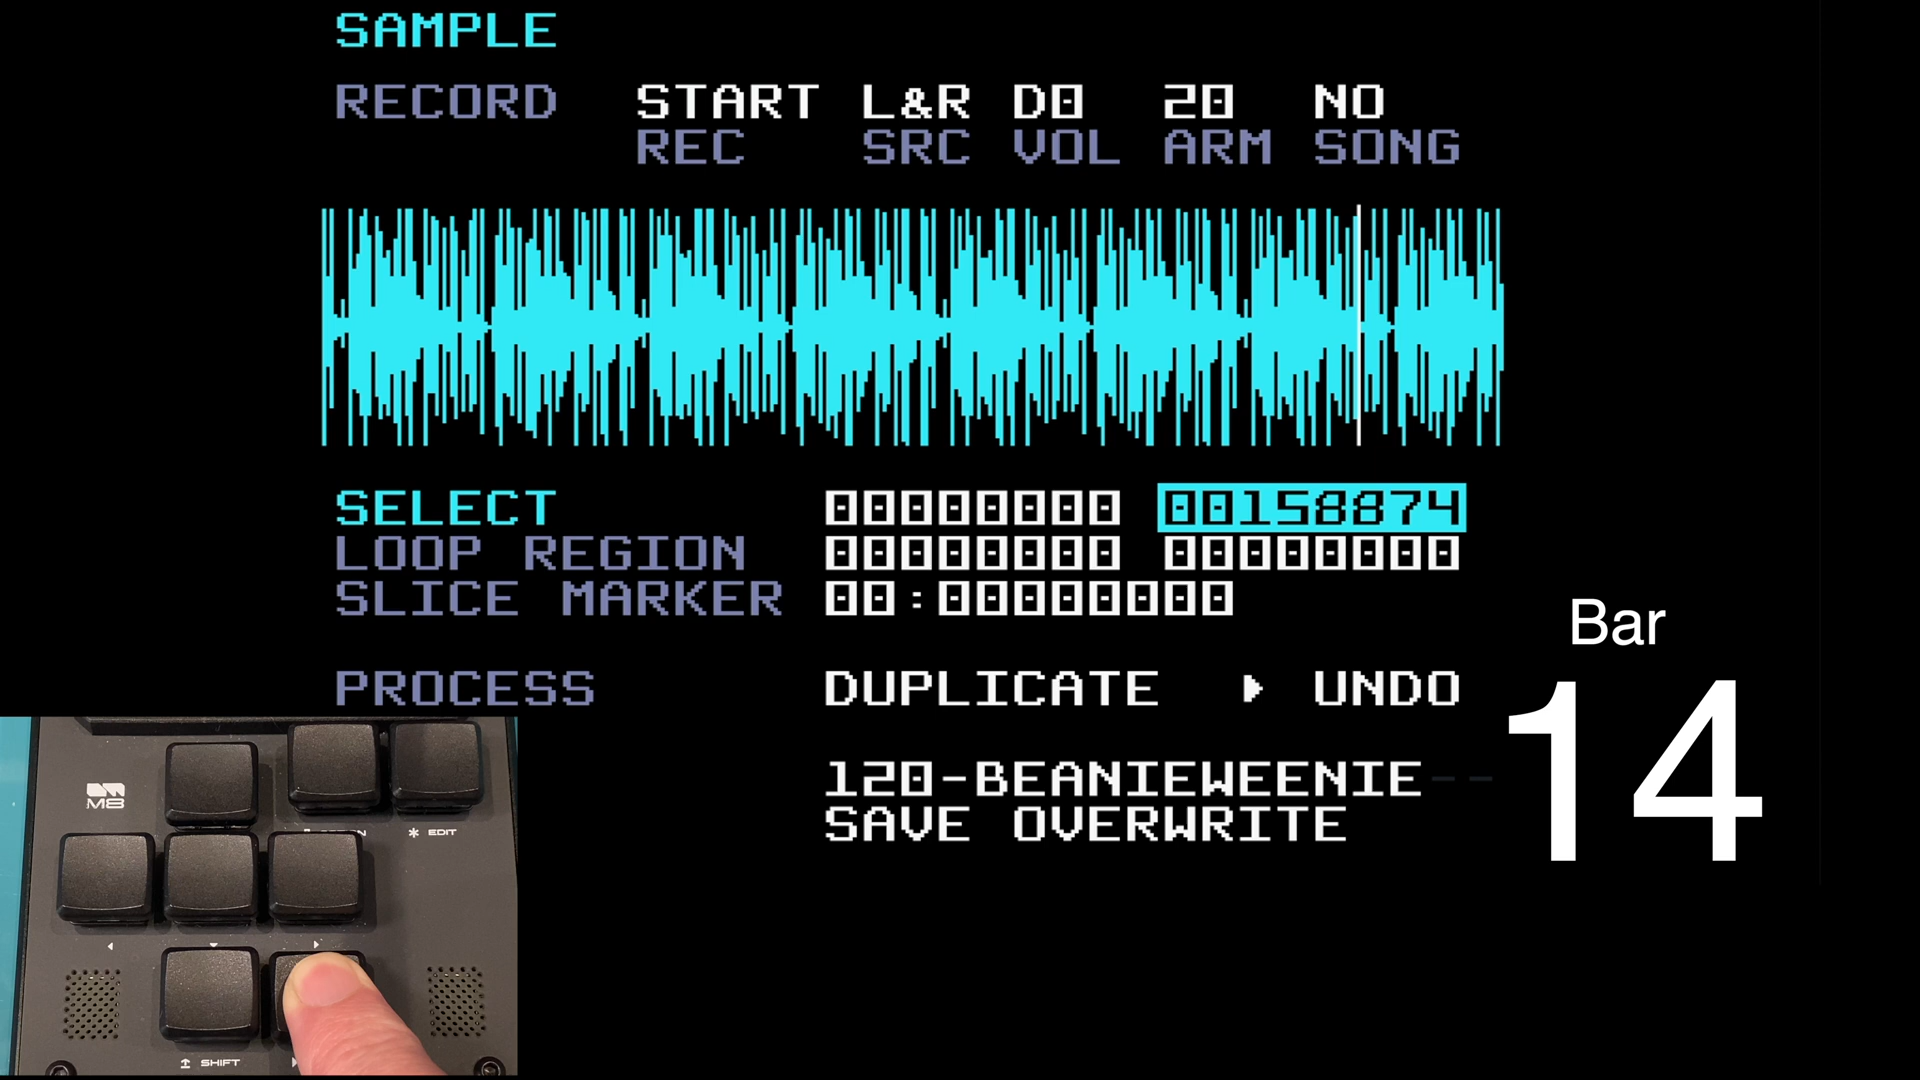 SAMPLE
RECORD START L&R D0 20 NO
REC SRC VOL ARM SONG
SELECT 00000000 00158874
LOOP REGION 00000000 00000000
SLICE MARKER 00:00000000
PROCESS DUPLICATE UNDO
120-BEANIEWEENIE--
SAVE OVERWRITE
Bar
14
M8
EDIT
SHIFT